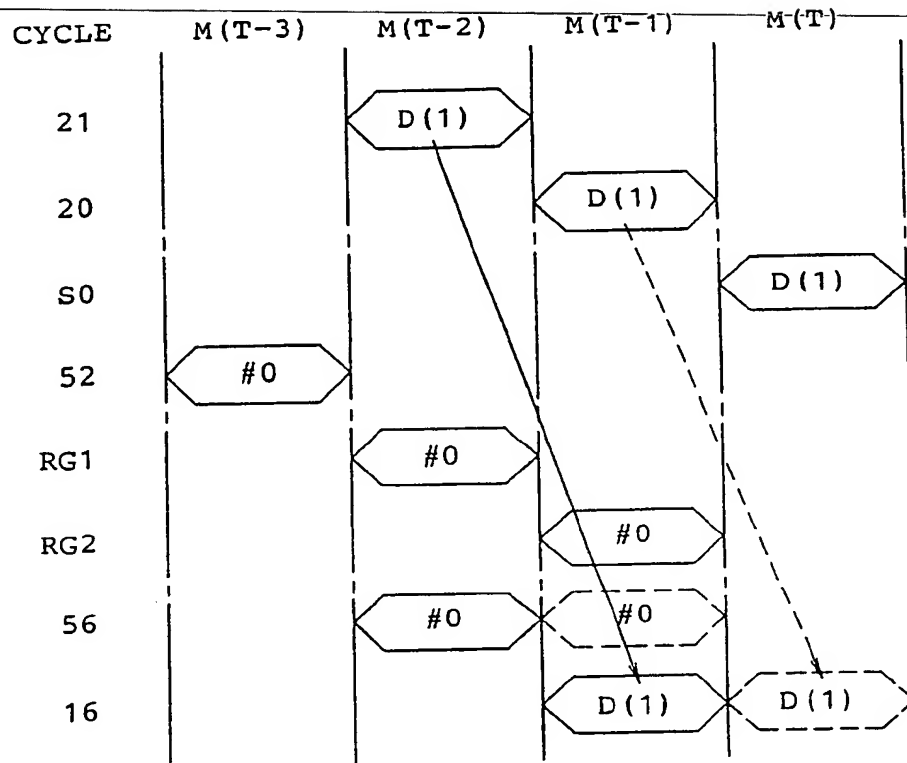 CYCLE M(T-3) M(T-2) M(T-1) M(T)
21 D(1)
20 D(1)
S0 D(1)
52 #0
RG1 #0
RG2 #0
56 #0 #0
16 D(1) D(1)